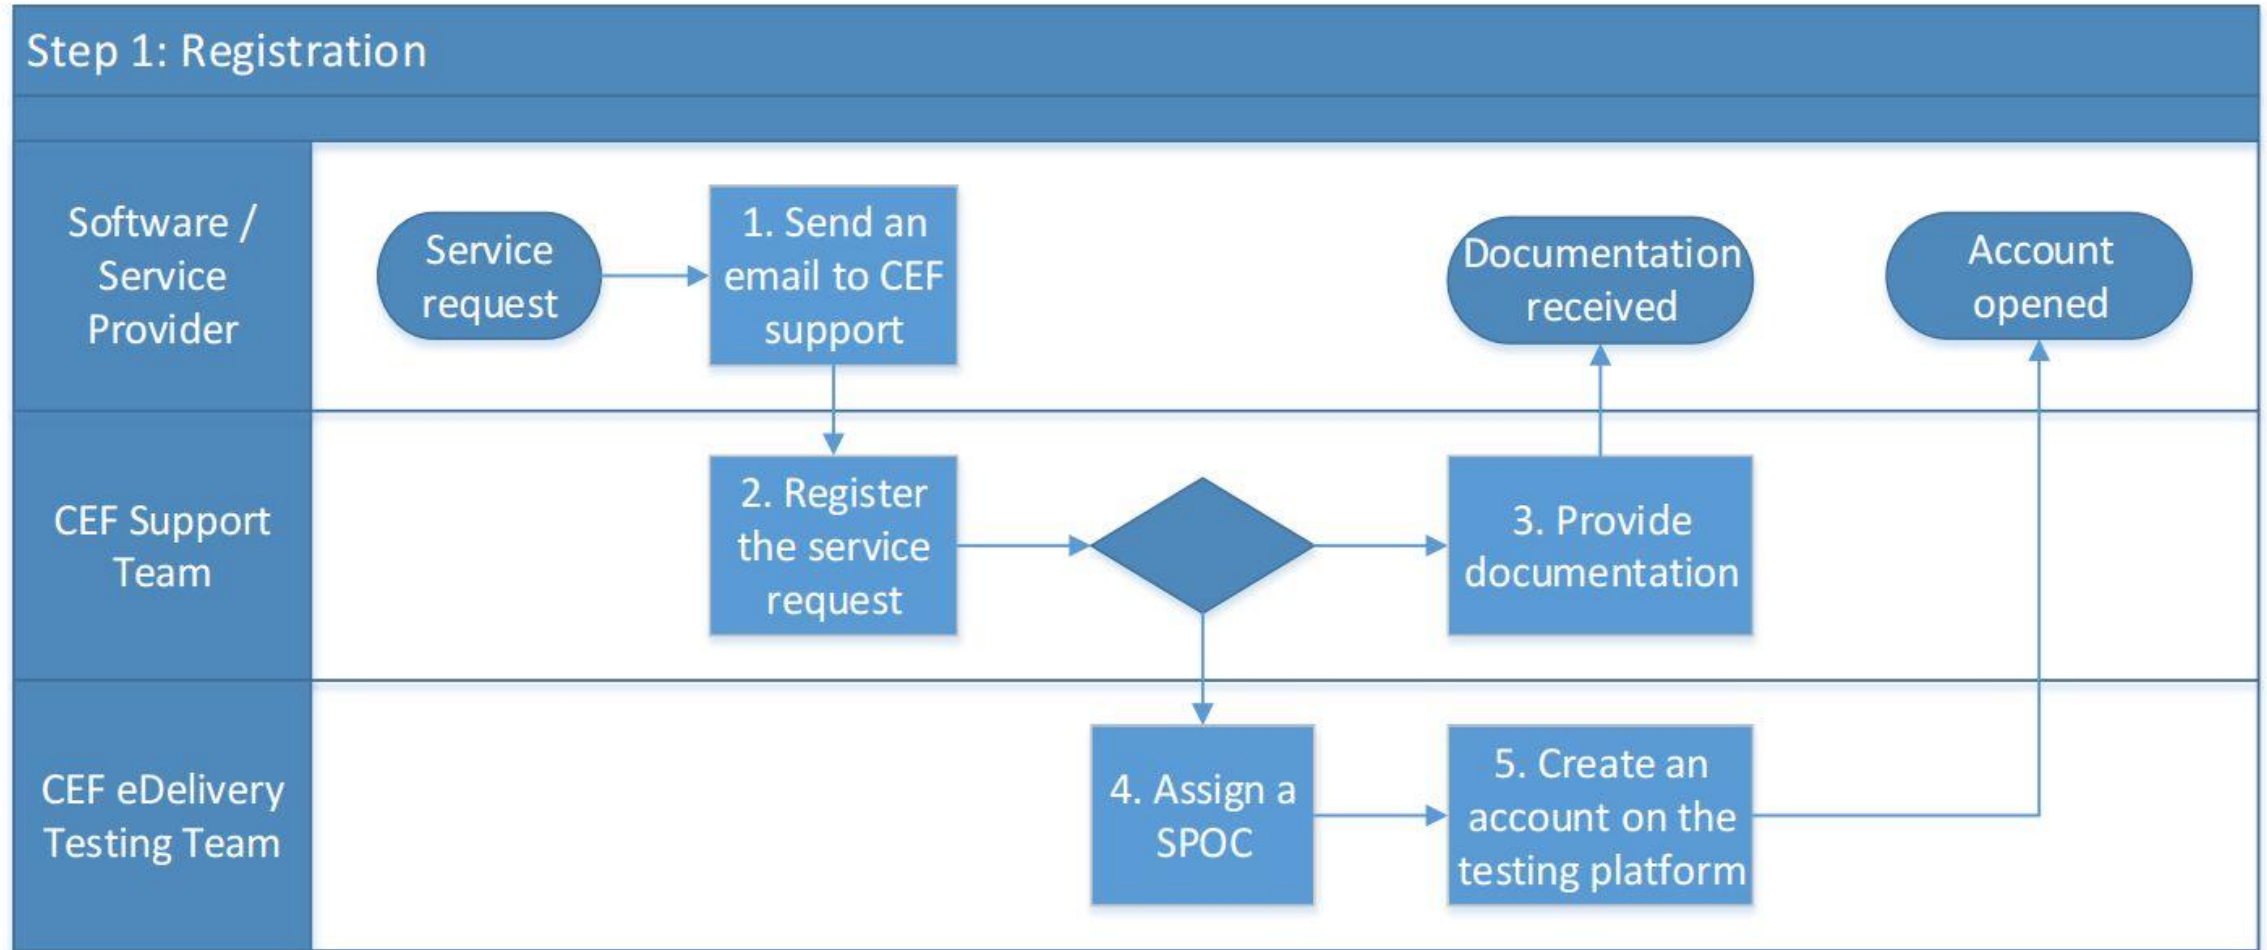 Step 1: Registration
Software /
Service
Provider
Service
request
1. Send an
email to CEF
support
Documentation
received
Account
opened
CEF Support
Team
2. Register
the service
request
3. Provide
documentation
CEF eDelivery
Testing Team
4. Assign a
SPOC
5. Create an
account on the
testing platform